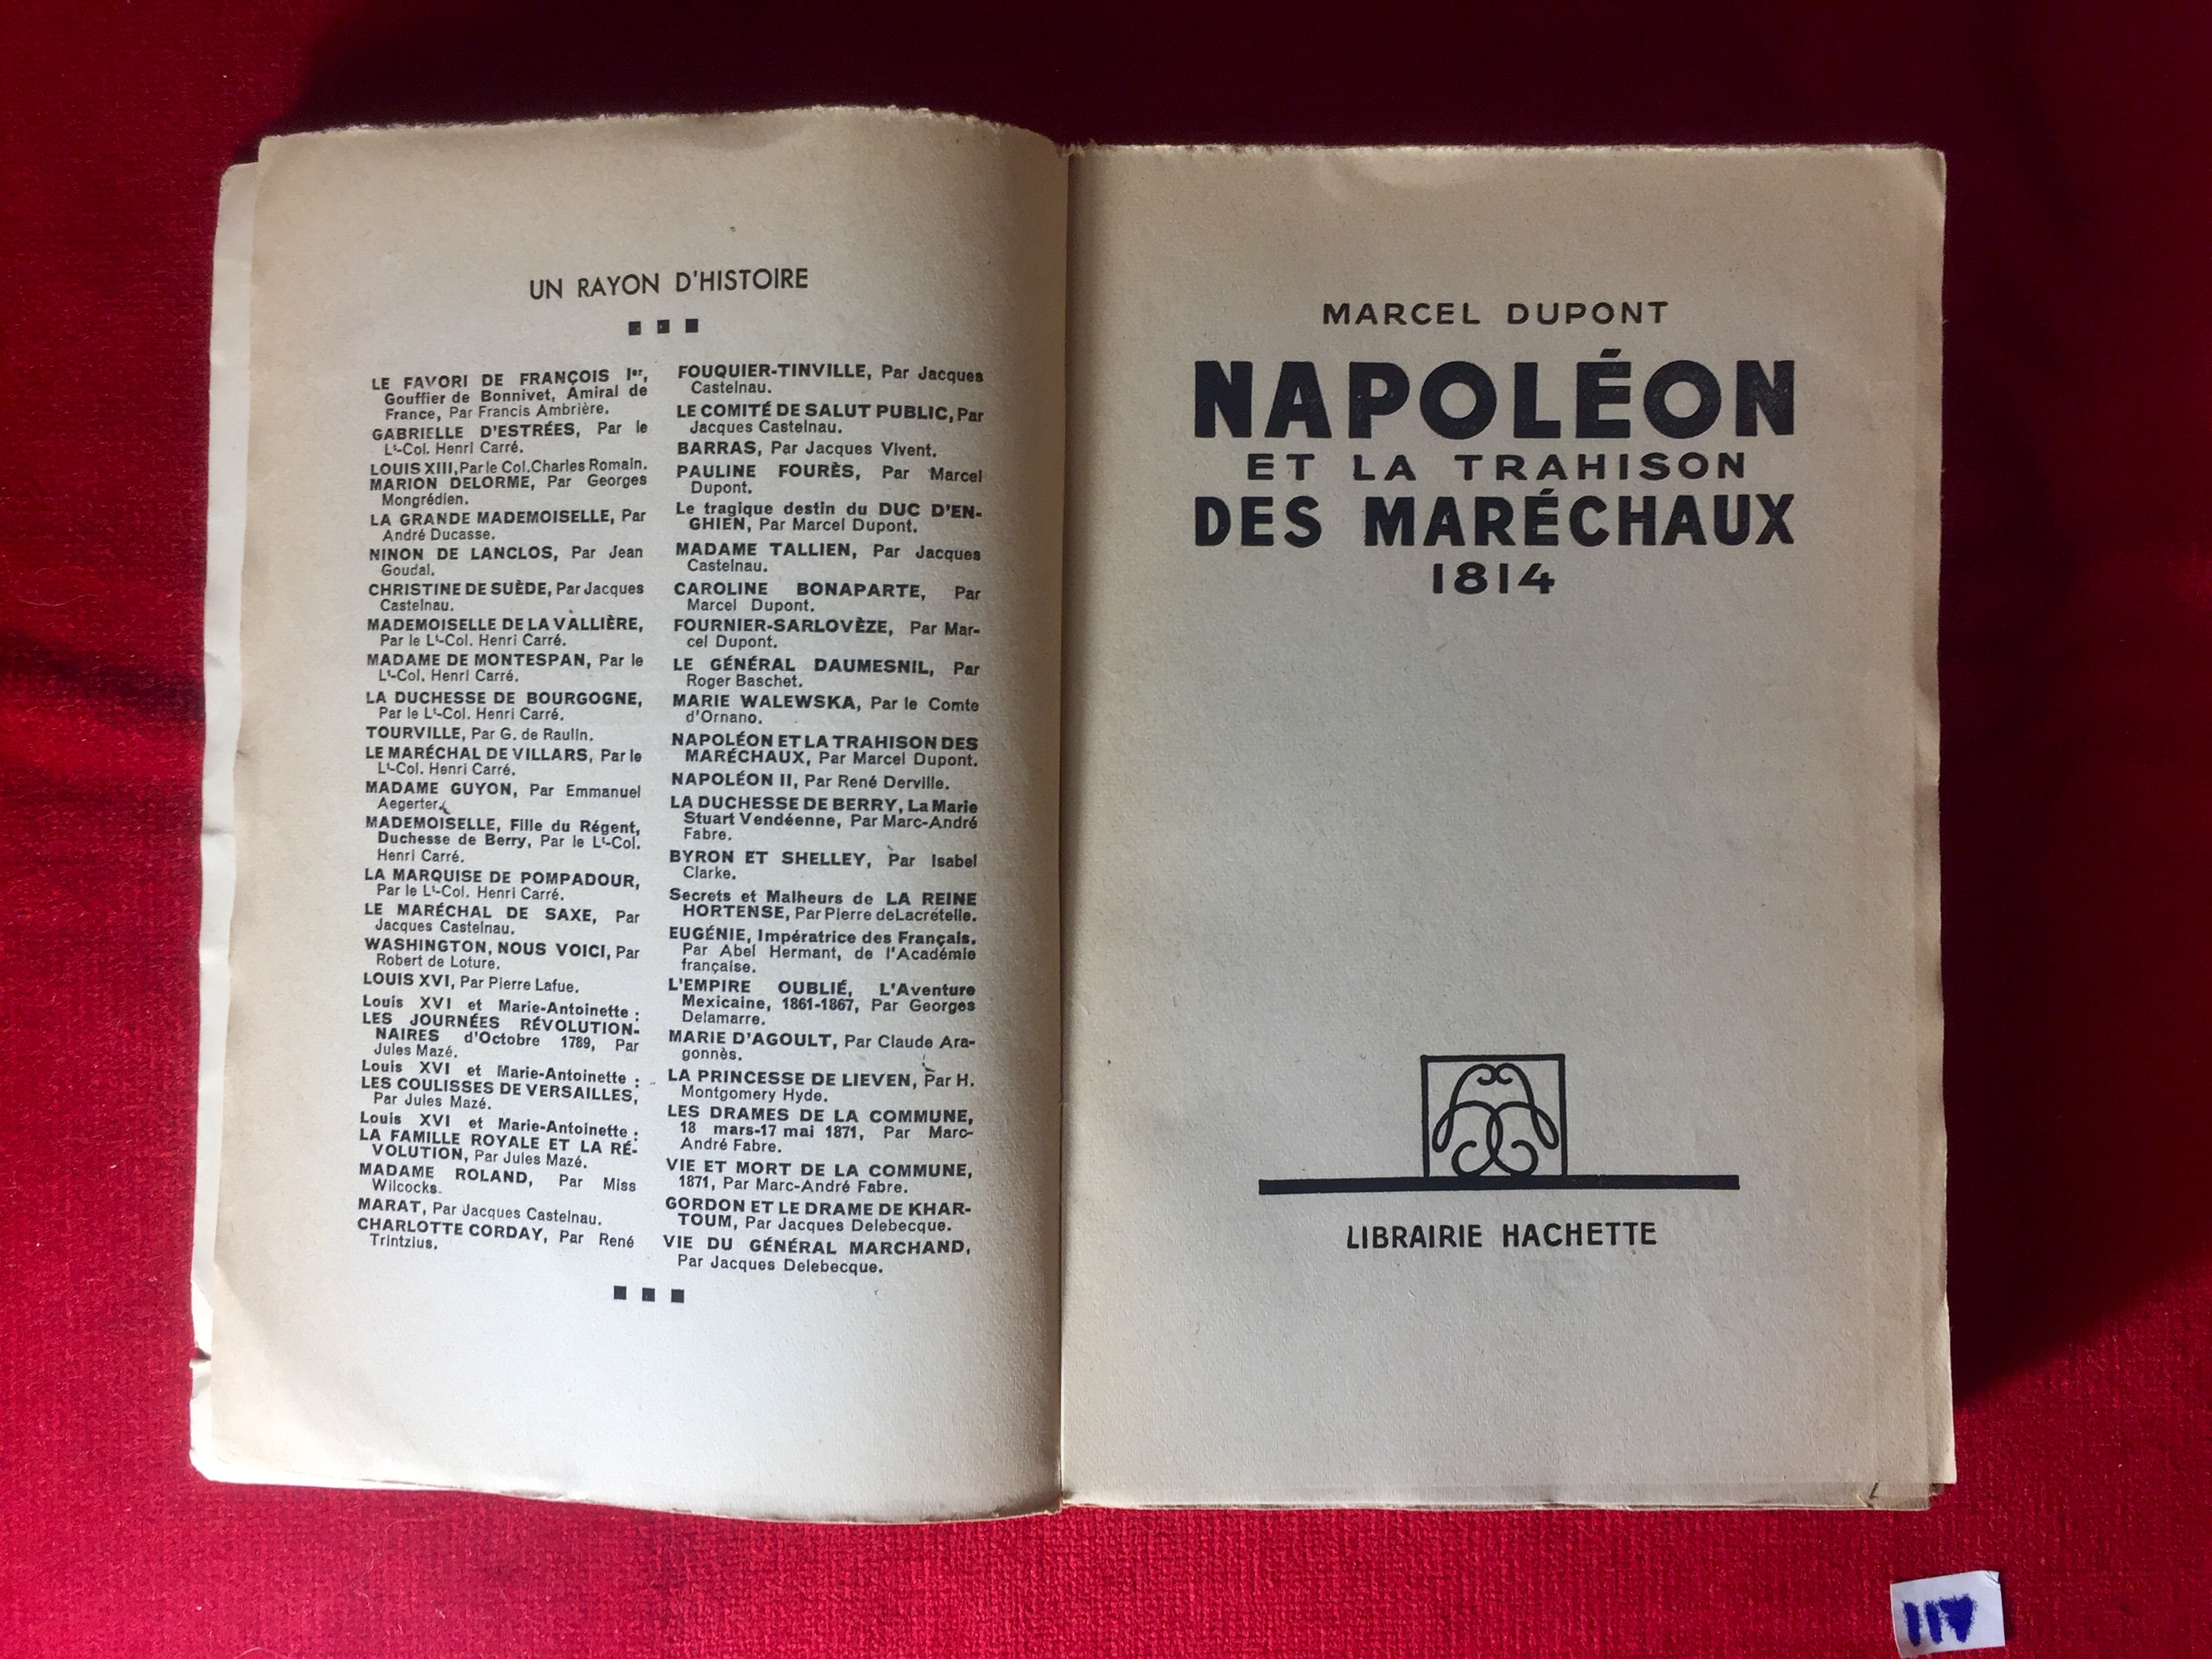 UN RAYON D'HISTOIRE
LE FAVORI DE FRANÇOIS Ier,
Gouffier de Bonnivet, Amiral de
France, Par Francis Ambrière.
GABRIELLE D'ESTRÉES, Par le
Lt-Col. Henri Carré.
LOUIS XIII, Par le Col. Charles Romain.
MARION DELORME, Par Georges
Mongrédien.
LA GRANDE MADEMOISELLE, Par
André Ducasse.
NINON DE LANCLOS, Par Jean
Goudal.
CHRISTINE DE SUÈDE, Par Jacques
Castelnau.
MADEMOISELLE DE LA VALLIÈRE,
Par le Lt-Col. Henri Carré.
MADAME DE MONTESPAN, Par le
Lt-Col. Henri Carré.
LA DUCHESSE DE BOURGOGNE,
Par le Lt-Col. Henri Carré.
TOURVILLE, Par G. de Raulin.
LE MARÉCHAL DE VILLARS, Par le
Lt-Col. Henri Carré.
MADAME GUYON, Par Emmanuel
Aegerter.
MADEMOISELLE, Fille du Régent,
Duchesse de Berry, Par le Lt-Col.
Henri Carré.
LA MARQUISE DE POMPADOUR,
Par le Lt-Col. Henri Carré.
LE MARÉCHAL DE SAXE, Par
Jacques Castelnau.
WASHINGTON, NOUS VOICI, Par
Robert de Loture.
LOUIS XVI, Par Pierre Lafue.
Louis XVI et Marie-Antoinette :
LES JOURNÉES RÉVOLUTION-
NAIRES d'Octobre 1789, Par
Jules Mazé.
Louis XVI et Marie-Antoinette :
LES COULISSES DE VERSAILLES,
Par Jules Mazé.
Louis XVI et Marie-Antoinette :
LA FAMILLE ROYALE ET LA RÉ-
VOLUTION, Par Jules Mazé.
MADAME ROLAND, Par Miss
Wilcocks.
MARAT, Par Jacques Castelnau.
CHARLOTTE CORDAY, Par René
Trintzius.
FOUQUIER-TINVILLE, Par Jacques
Castelnau.
LE COMITÉ DE SALUT PUBLIC, Par
Jacques Castelnau.
BARRAS, Par Jacques Vivent.
PAULINE FOURÈS, Par Marcel
Dupont.
Le tragique destin du DUC D'EN-
GHIEN, Par Marcel Dupont.
MADAME TALLIEN, Par Jacques
Castelnau.
CAROLINE BONAPARTE, Par
Marcel Dupont.
FOURNIER-SARLOVÈZE, Par Mar-
cel Dupont.
LE GÉNÉRAL DAUMESNIL, Par
Roger Baschet.
MARIE WALEWSKA, Par le Comte
d'Ornano.
NAPOLÉON ET LA TRAHISON DES
MARÉCHAUX, Par Marcel Dupont.
NAPOLÉON II, Par René Derville.
LA DUCHESSE DE BERRY, La Marie
Stuart Vendéenne, Par Marc-André
Fabre.
BYRON ET SHELLEY, Par Isabel
Clarke.
Secrets et Malheurs de LA REINE
HORTENSE, Par Pierre de Lacrételle.
EUGÉNIE, Impératrice des Français.
Par Abel Hermant, de l'Académie
française.
L'EMPIRE OUBLIÉ, L'Aventure
Mexicaine, 1861-1867, Par Georges
Delamarre.
MARIE D'AGOULT, Par Claude Ara-
gonnès.
LA PRINCESSE DE LIEVEN, Par H.
Montgomery Hyde.
LES DRAMES DE LA COMMUNE,
18 mars-17 mai 1871, Par Marc-
André Fabre.
VIE ET MORT DE LA COMMUNE,
1871, Par Marc-André Fabre.
GORDON ET LE DRAME DE KHAR-
TOUM, Par Jacques Delebecque.
VIE DU GÉNÉRAL MARCHAND,
Par Jacques Delebecque.
MARCEL DUPONT
NAPOLÉON
ET LA TRAHISON
DES MARÉCHAUX
1814
LIBRAIRIE HACHETTE